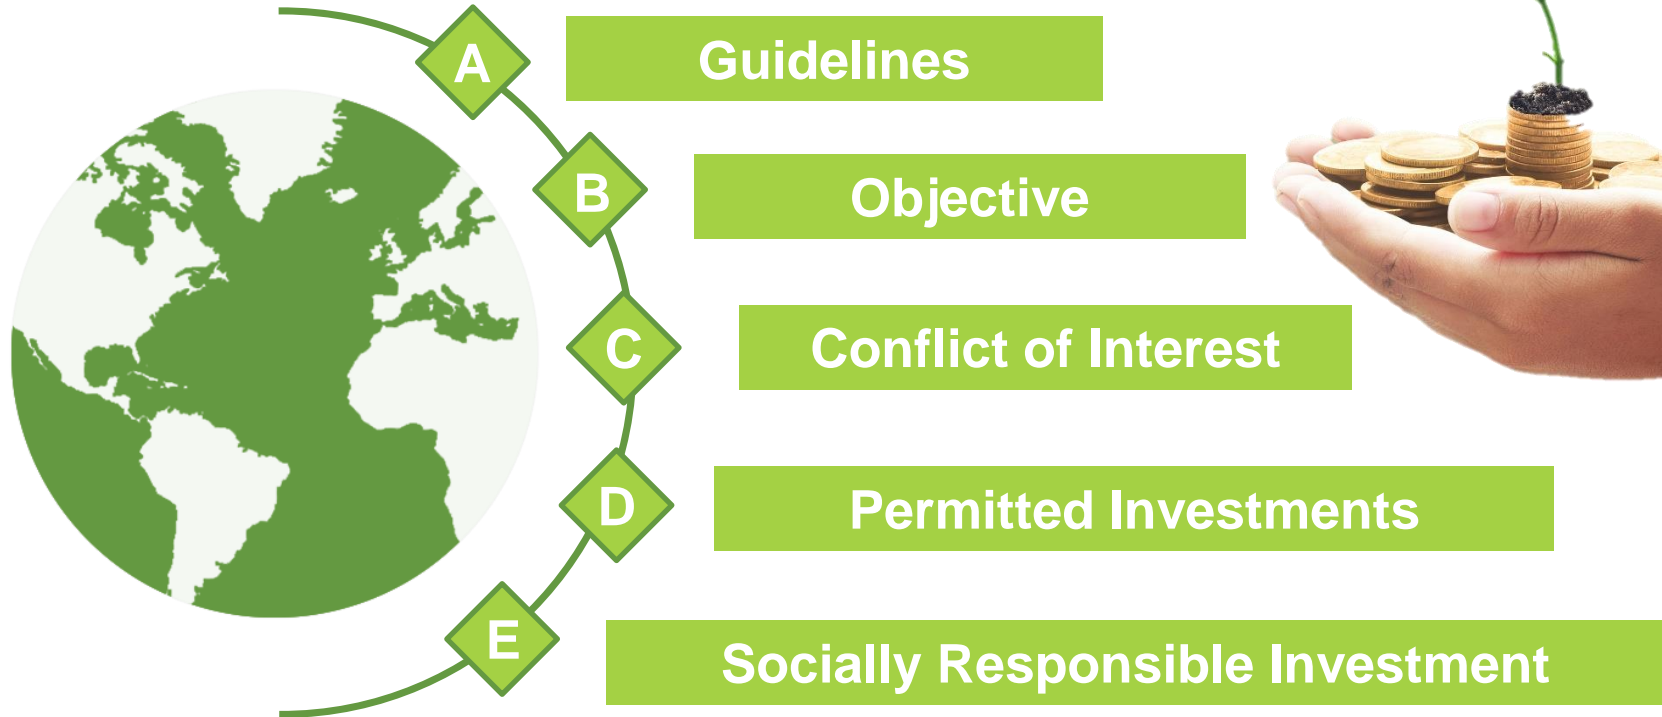 A
Guidelines
B
Objective
C
Conflict of Interest
D
Permitted Investments
E
Socially Responsible Investment